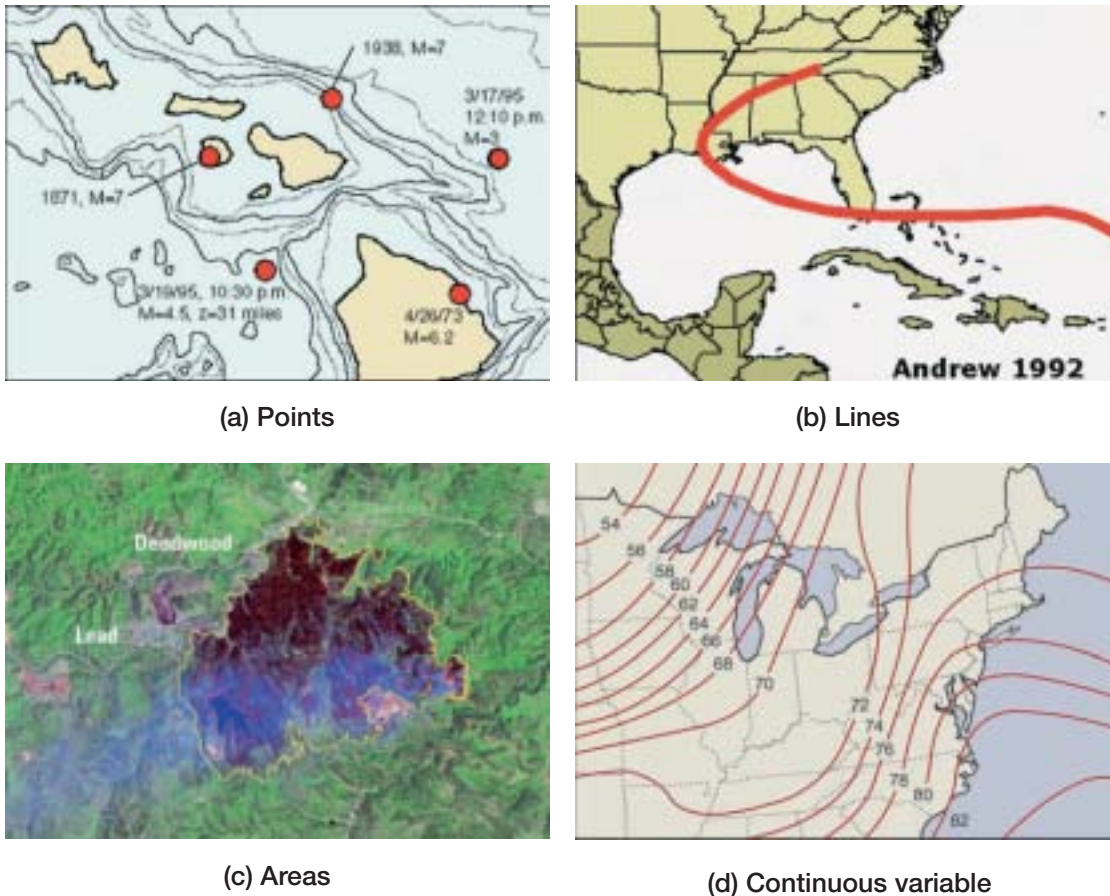 1938, M=7
3/17/95
12:10 p.m
M=3
1871, M=7
3/19/95, 10:30 p.m
M=4.5, z=31 miles
4/26/73
M=6.2
(a) Points
Andrew 1992
(b) Lines
Deadwood
Lead
(c) Areas
54
56
58
60
62
64
66
68
70
72
74
76
78
80
82
(d) Continuous variable